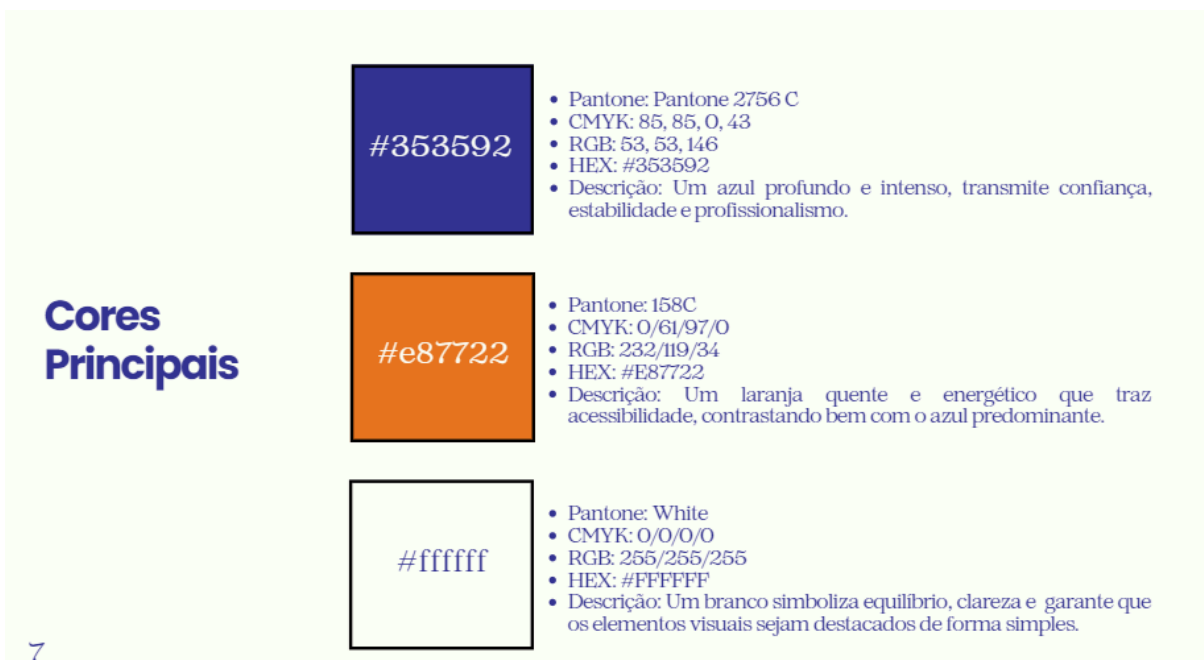 #353592
• Pantone: Pantone 2756 C
• CMYK: 85, 85, 0, 43
• RGB: 53, 53, 146
• HEX: #353592
• Descrição: Um azul profundo e intenso, transmite confiança,
estabilidade e profissionalismo.
Cores
Principais
#e87722
• Pantone: 158C
• CMYK: 0/61/97/0
• RGB: 232/119/34
• HEX: #E87722
• Descrição: Um laranja quente e energético que traz
acessibilidade, contrastando bem com o azul predominante.
#ffffff
• Pantone: White
• CMYK: 0/0/0/0
• RGB: 255/255/255
• HEX: #FFFFFF
• Descrição: Um branco simboliza equilíbrio, clareza e garante que
os elementos visuais sejam destacados de forma simples.
7